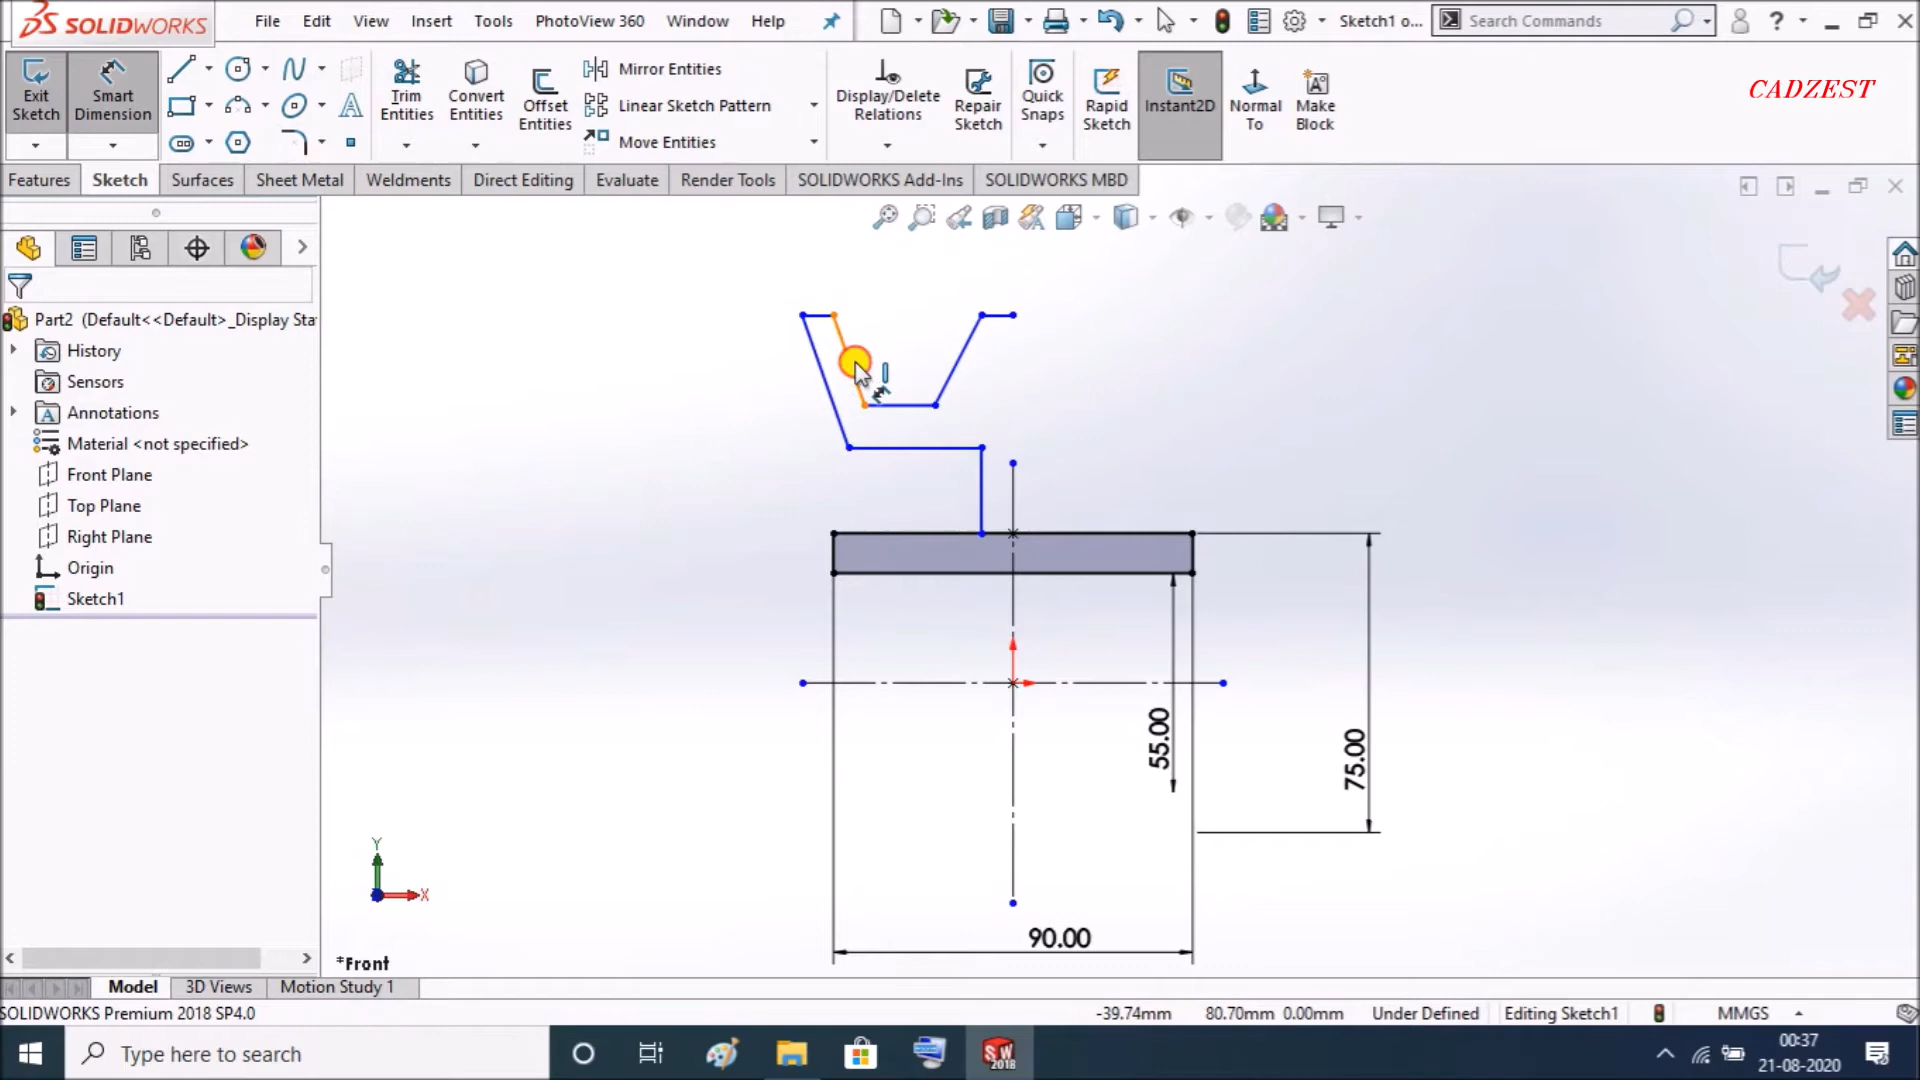 SOLIDWORKS File Edit View Insert Tools PhotoView 360 Window Help Sketch1 o... Search Commands
Exit Sketch
Smart Dimension
Trim Entities
Convert Entities
Offset Entities
Mirror Entities
Linear Sketch Pattern
Move Entities
Display/Delete Relations
Repair Sketch
Quick Snaps
Rapid Sketch
Instant2D
Normal To
Make Block
CADZEST
Features Sketch Surfaces Sheet Metal Weldments Direct Editing Evaluate Render Tools SOLIDWORKS Add-Ins SOLIDWORKS MBD
Part2 (Default<<Default>_Display Sta
History
Sensors
Annotations
Material <not specified>
Front Plane
Top Plane
Right Plane
Origin
Sketch1
55.00
75.00
90.00
Y
X
*Front
Model 3D Views Motion Study 1
SOLIDWORKS Premium 2018 SP4.0 -39.74mm 80.70mm 0.00mm Under Defined Editing Sketch1 MMGS
Type here to search
SW
2018
00:37
21-08-2020